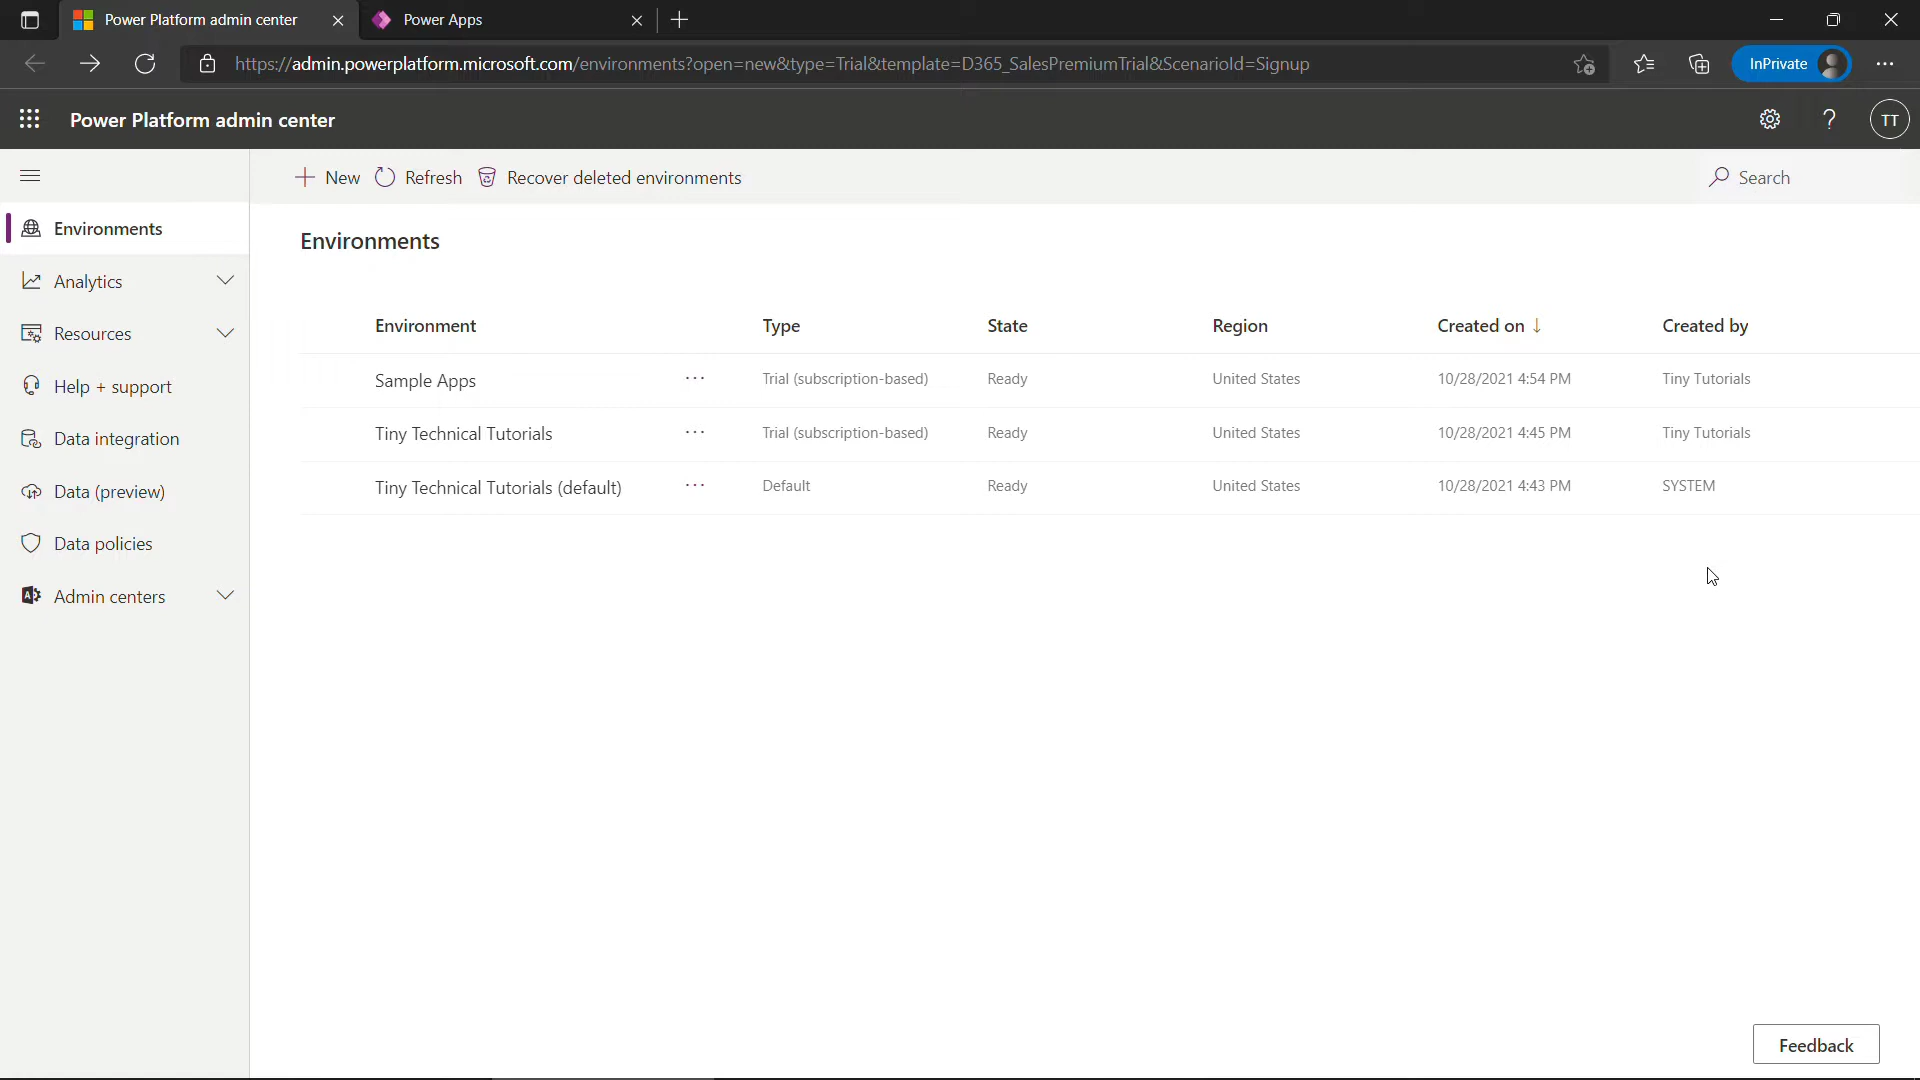 Power Platform admin center
Power Apps
https://admin.powerplatform.microsoft.com/environments?open=new&type=Trial&template=D365_SalesPremiumTrial&ScenarioId=Signup
InPrivate
Power Platform admin center
TT
New
Refresh
Recover deleted environments
Search
Environments
Analytics
Resources
Help + support
Data integration
Data (preview)
Data policies
Admin centers
Environments
Environment Type State Region Created on ↓ Created by
Sample Apps ... Trial (subscription-based) Ready United States 10/28/2021 4:54 PM Tiny Tutorials
Tiny Technical Tutorials ... Trial (subscription-based) Ready United States 10/28/2021 4:45 PM Tiny Tutorials
Tiny Technical Tutorials (default) ... Default Ready United States 10/28/2021 4:43 PM SYSTEM
Feedback